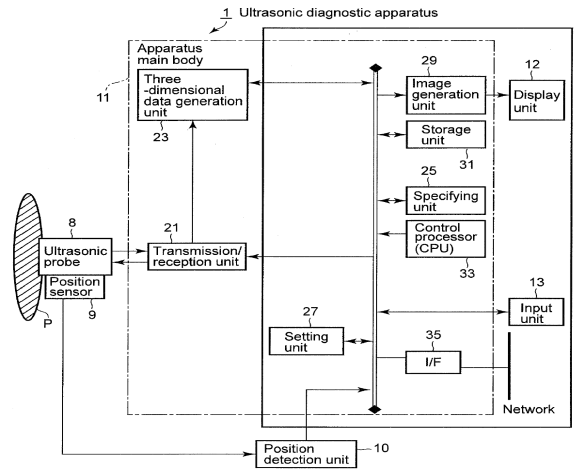 1 Ultrasonic diagnostic apparatus
Apparatus
main body
11
Three
-dimensional
data generation
unit
23
29
Image
generation
unit
12
Display
unit
Storage
unit
31
25
Specifying
unit
Control
processor
(CPU)
33
8
Ultrasonic
probe
Position
sensor
9
P
21
Transmission/
reception unit
13
Input
unit
27
Setting
unit
35
I/F
Network
Position
detection unit
10